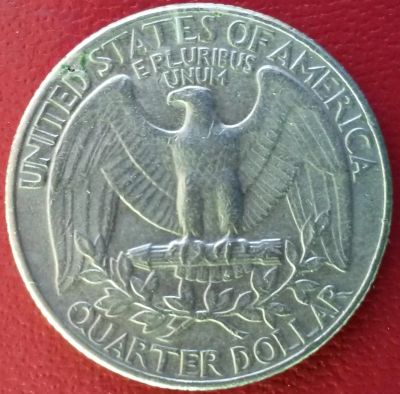 UNITED STATES OF AMERICA
E PLURIBUS
UNUM
QUARTER DOLLAR